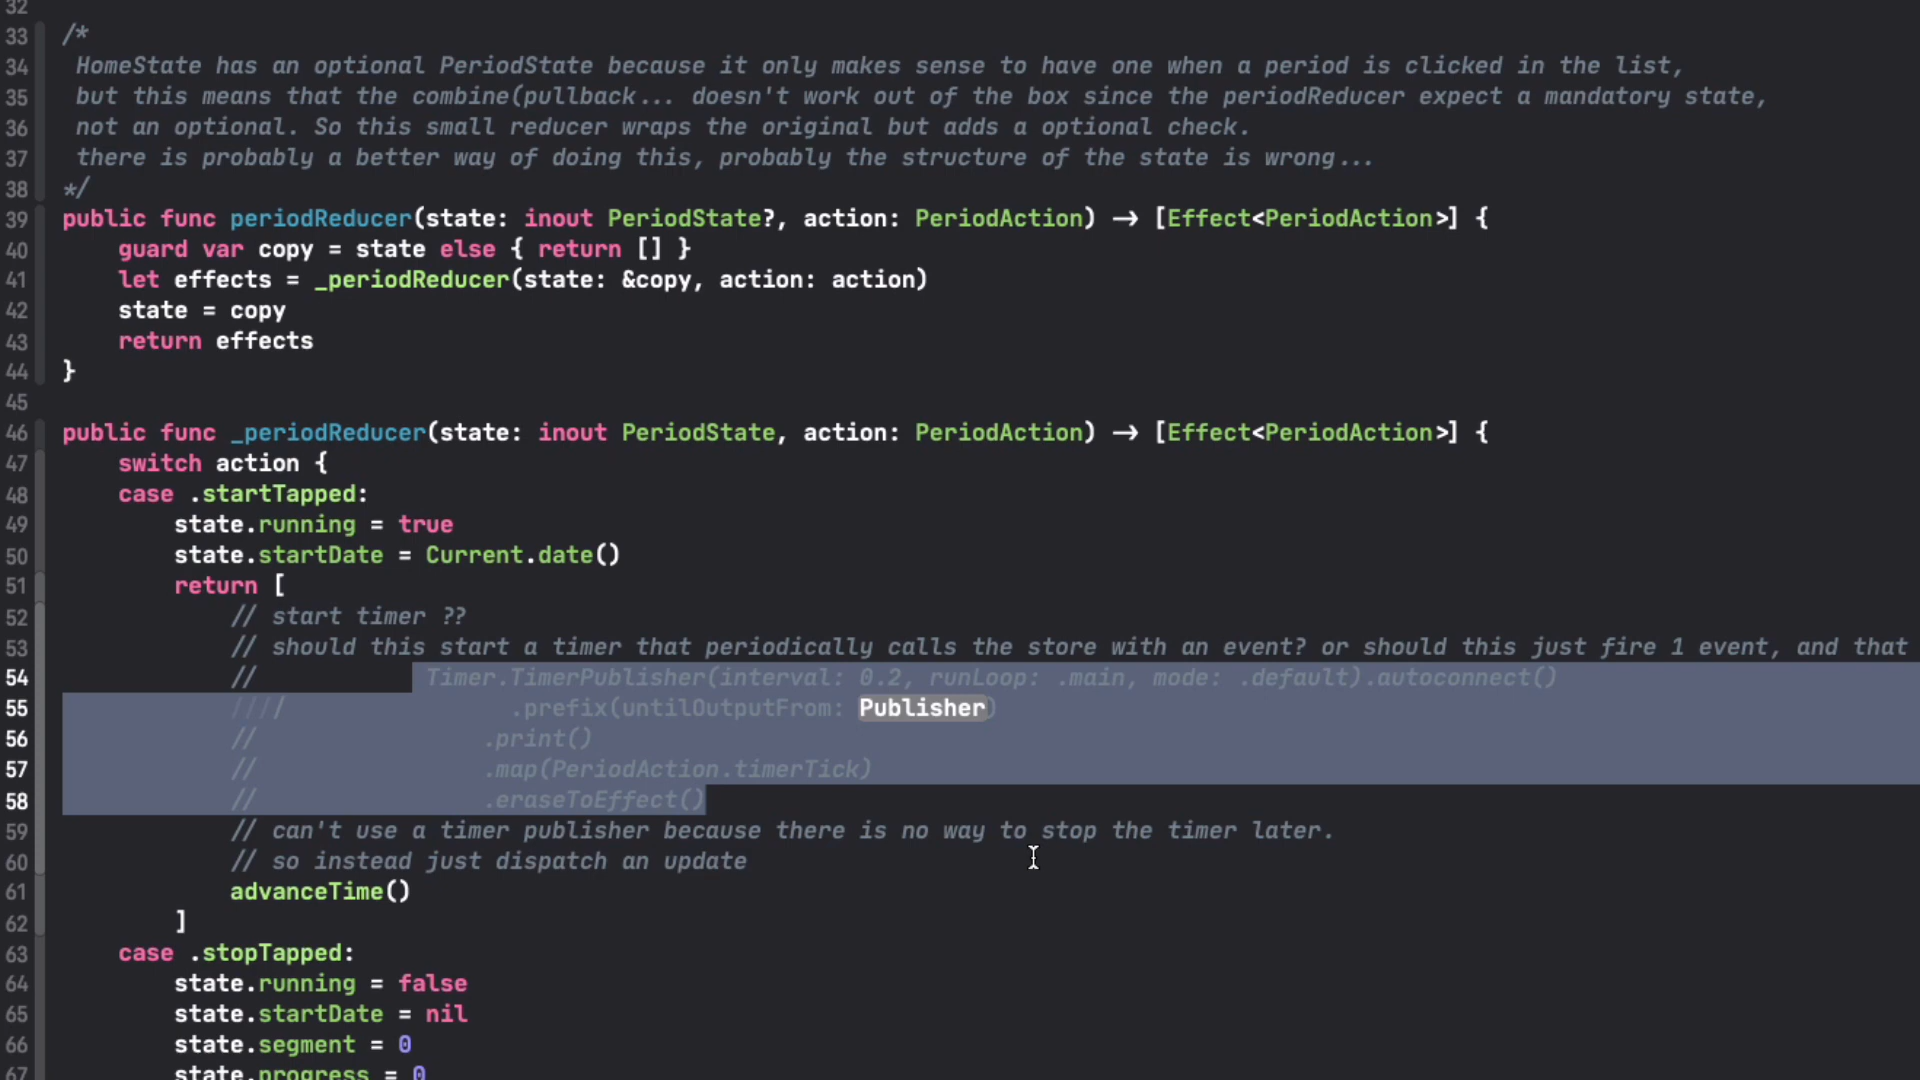 32
33 /*
34 HomeState has an optional PeriodState because it only makes sense to have one when a period is clicked in the list,
35 but this means that the combine(pullback... doesn't work out of the box since the periodReducer expect a mandatory state,
36 not an optional. So this small reducer wraps the original but adds a optional check.
37 there is probably a better way of doing this, probably the structure of the state is wrong...
38 */
39 public func periodReducer(state: inout PeriodState?, action: PeriodAction) -> [Effect<PeriodAction>] {
40 guard var copy = state else { return [] }
41 let effects = _periodReducer(state: &copy, action: action)
42 state = copy
43 return effects
44 }
45
46 public func _periodReducer(state: inout PeriodState, action: PeriodAction) -> [Effect<PeriodAction>] {
47 switch action {
48 case .startTapped:
49 state.running = true
50 state.startDate = Current.date()
51 return [
52 // start timer ??
53 // should this start a timer that periodically calls the store with an event? or should this just fire 1 event, and that
54 // Timer.TimerPublisher(interval: 0.2, runLoop: .main, mode: .default).autoconnect()
55 //// .prefix(untilOutputFrom: Publisher)
56 // .print()
57 // .map(PeriodAction.timerTick)
58 // .eraseToEffect()
59 // can't use a timer publisher because there is no way to stop the timer later.
60 // so instead just dispatch an update
61 advanceTime()
62 ]
63 case .stopTapped:
64 state.running = false
65 state.startDate = nil
66 state.segment = 0
67 state.progress = 0